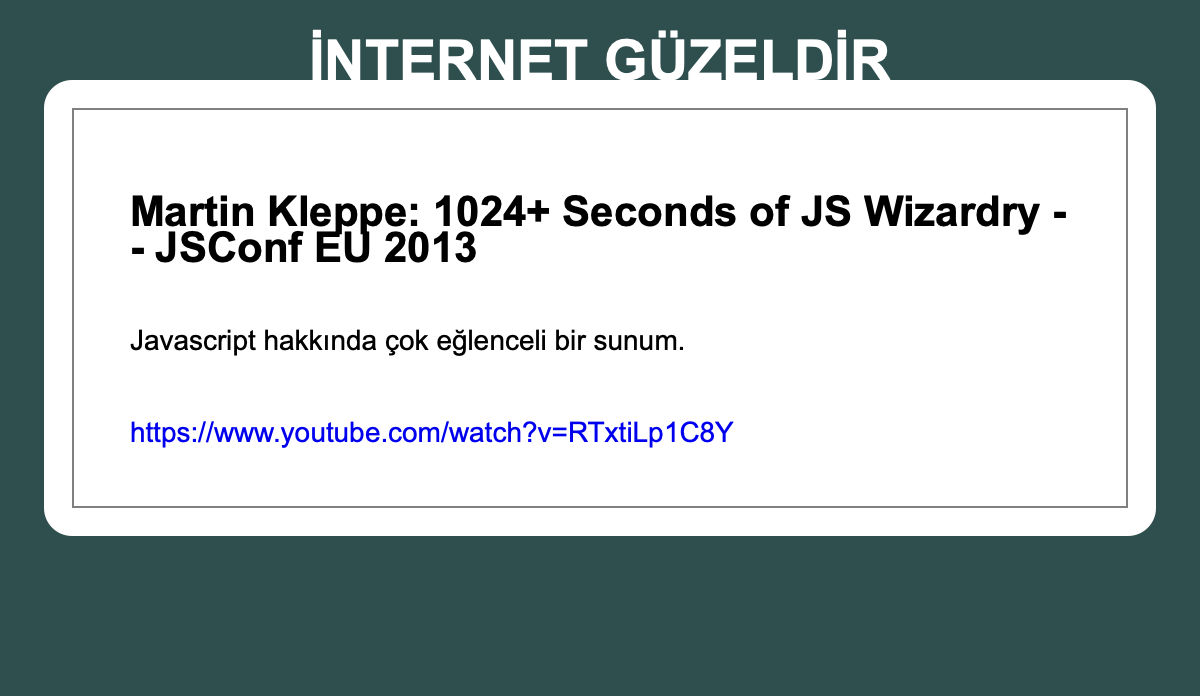 İNTERNET GÜZELDİR
Martin Kleppe: 1024+ Seconds of JS Wizardry -
- JSConf EU 2013
Javascript hakkında çok eğlenceli bir sunum.
https://www.youtube.com/watch?v=RTxtiLp1C8Y